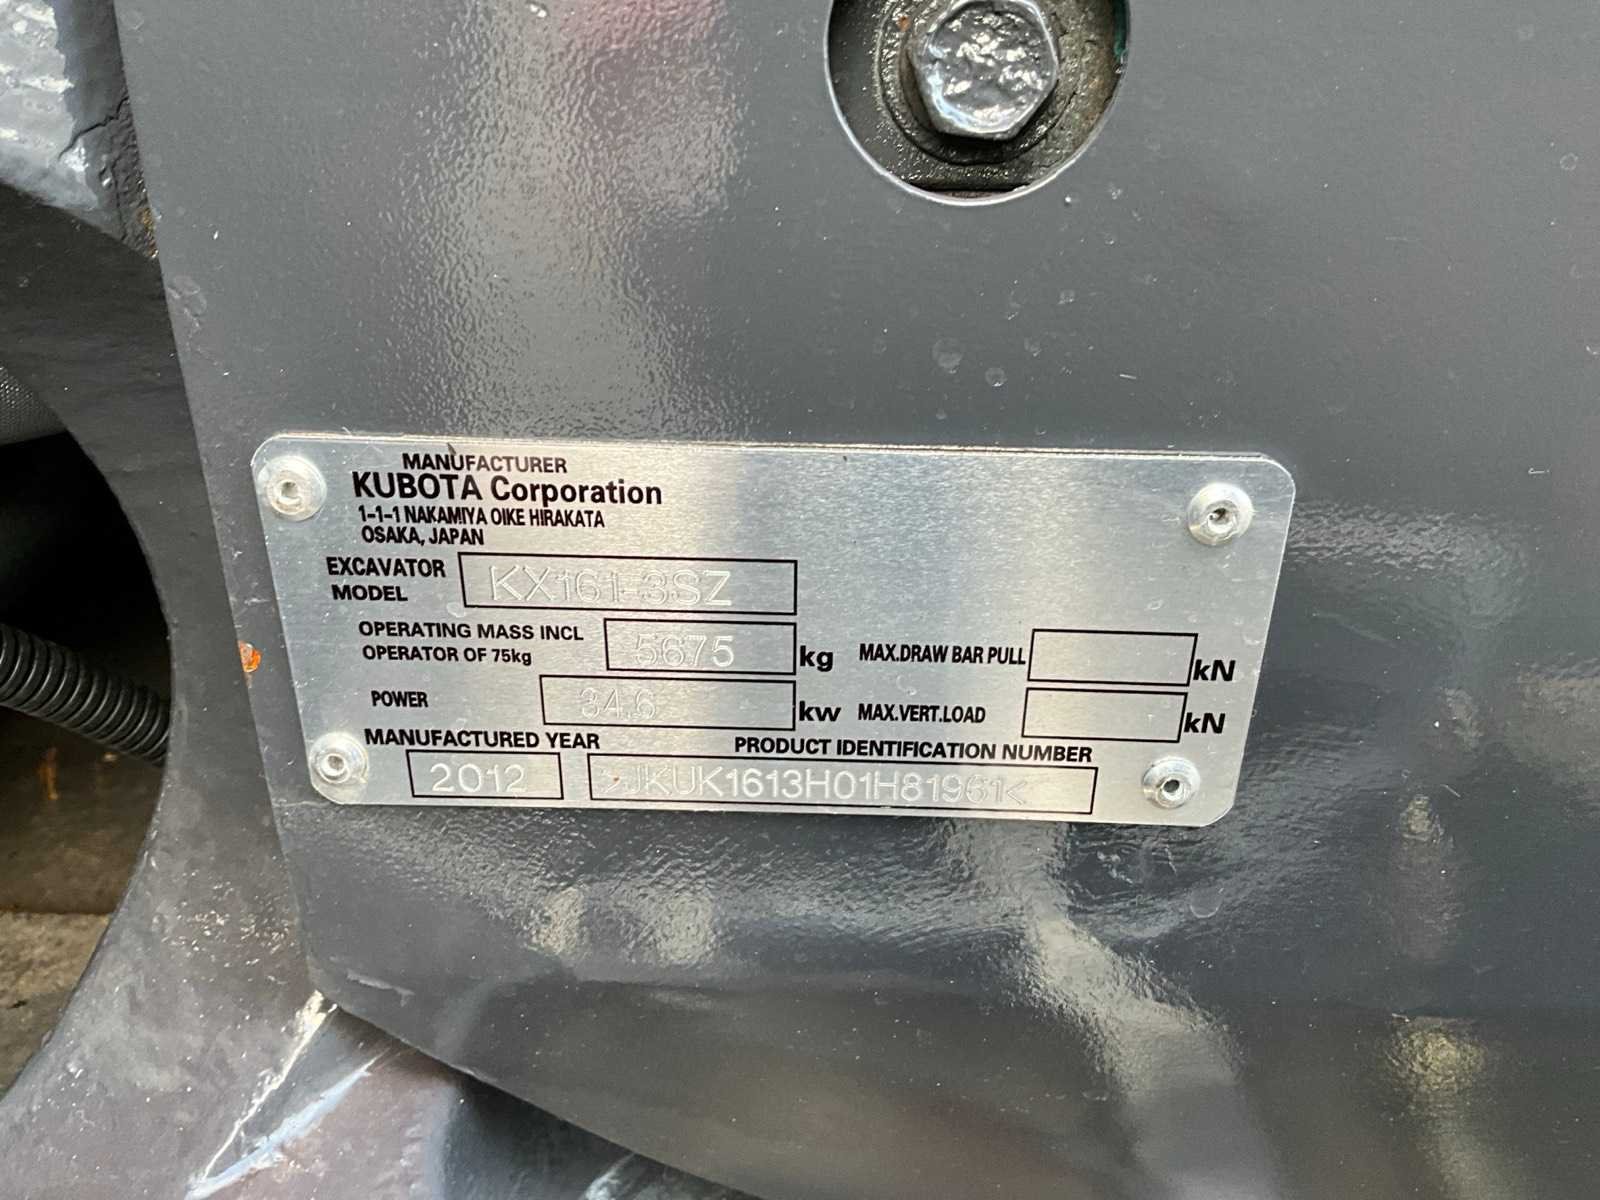 MANUFACTURER
KUBOTA Corporation
1-1-1 NAKAMIYA OIKE HIRAKATA
OSAKA, JAPAN
EXCAVATOR MODEL KX161-3SZ
OPERATING MASS INCL OPERATOR OF 75kg 5675 kg
MAX.DRAW BAR PULL kN
POWER 34.6 kw
MAX.VERT.LOAD kN
MANUFACTURED YEAR
2012
PRODUCT IDENTIFICATION NUMBER
>JKUK1613H01H81961<